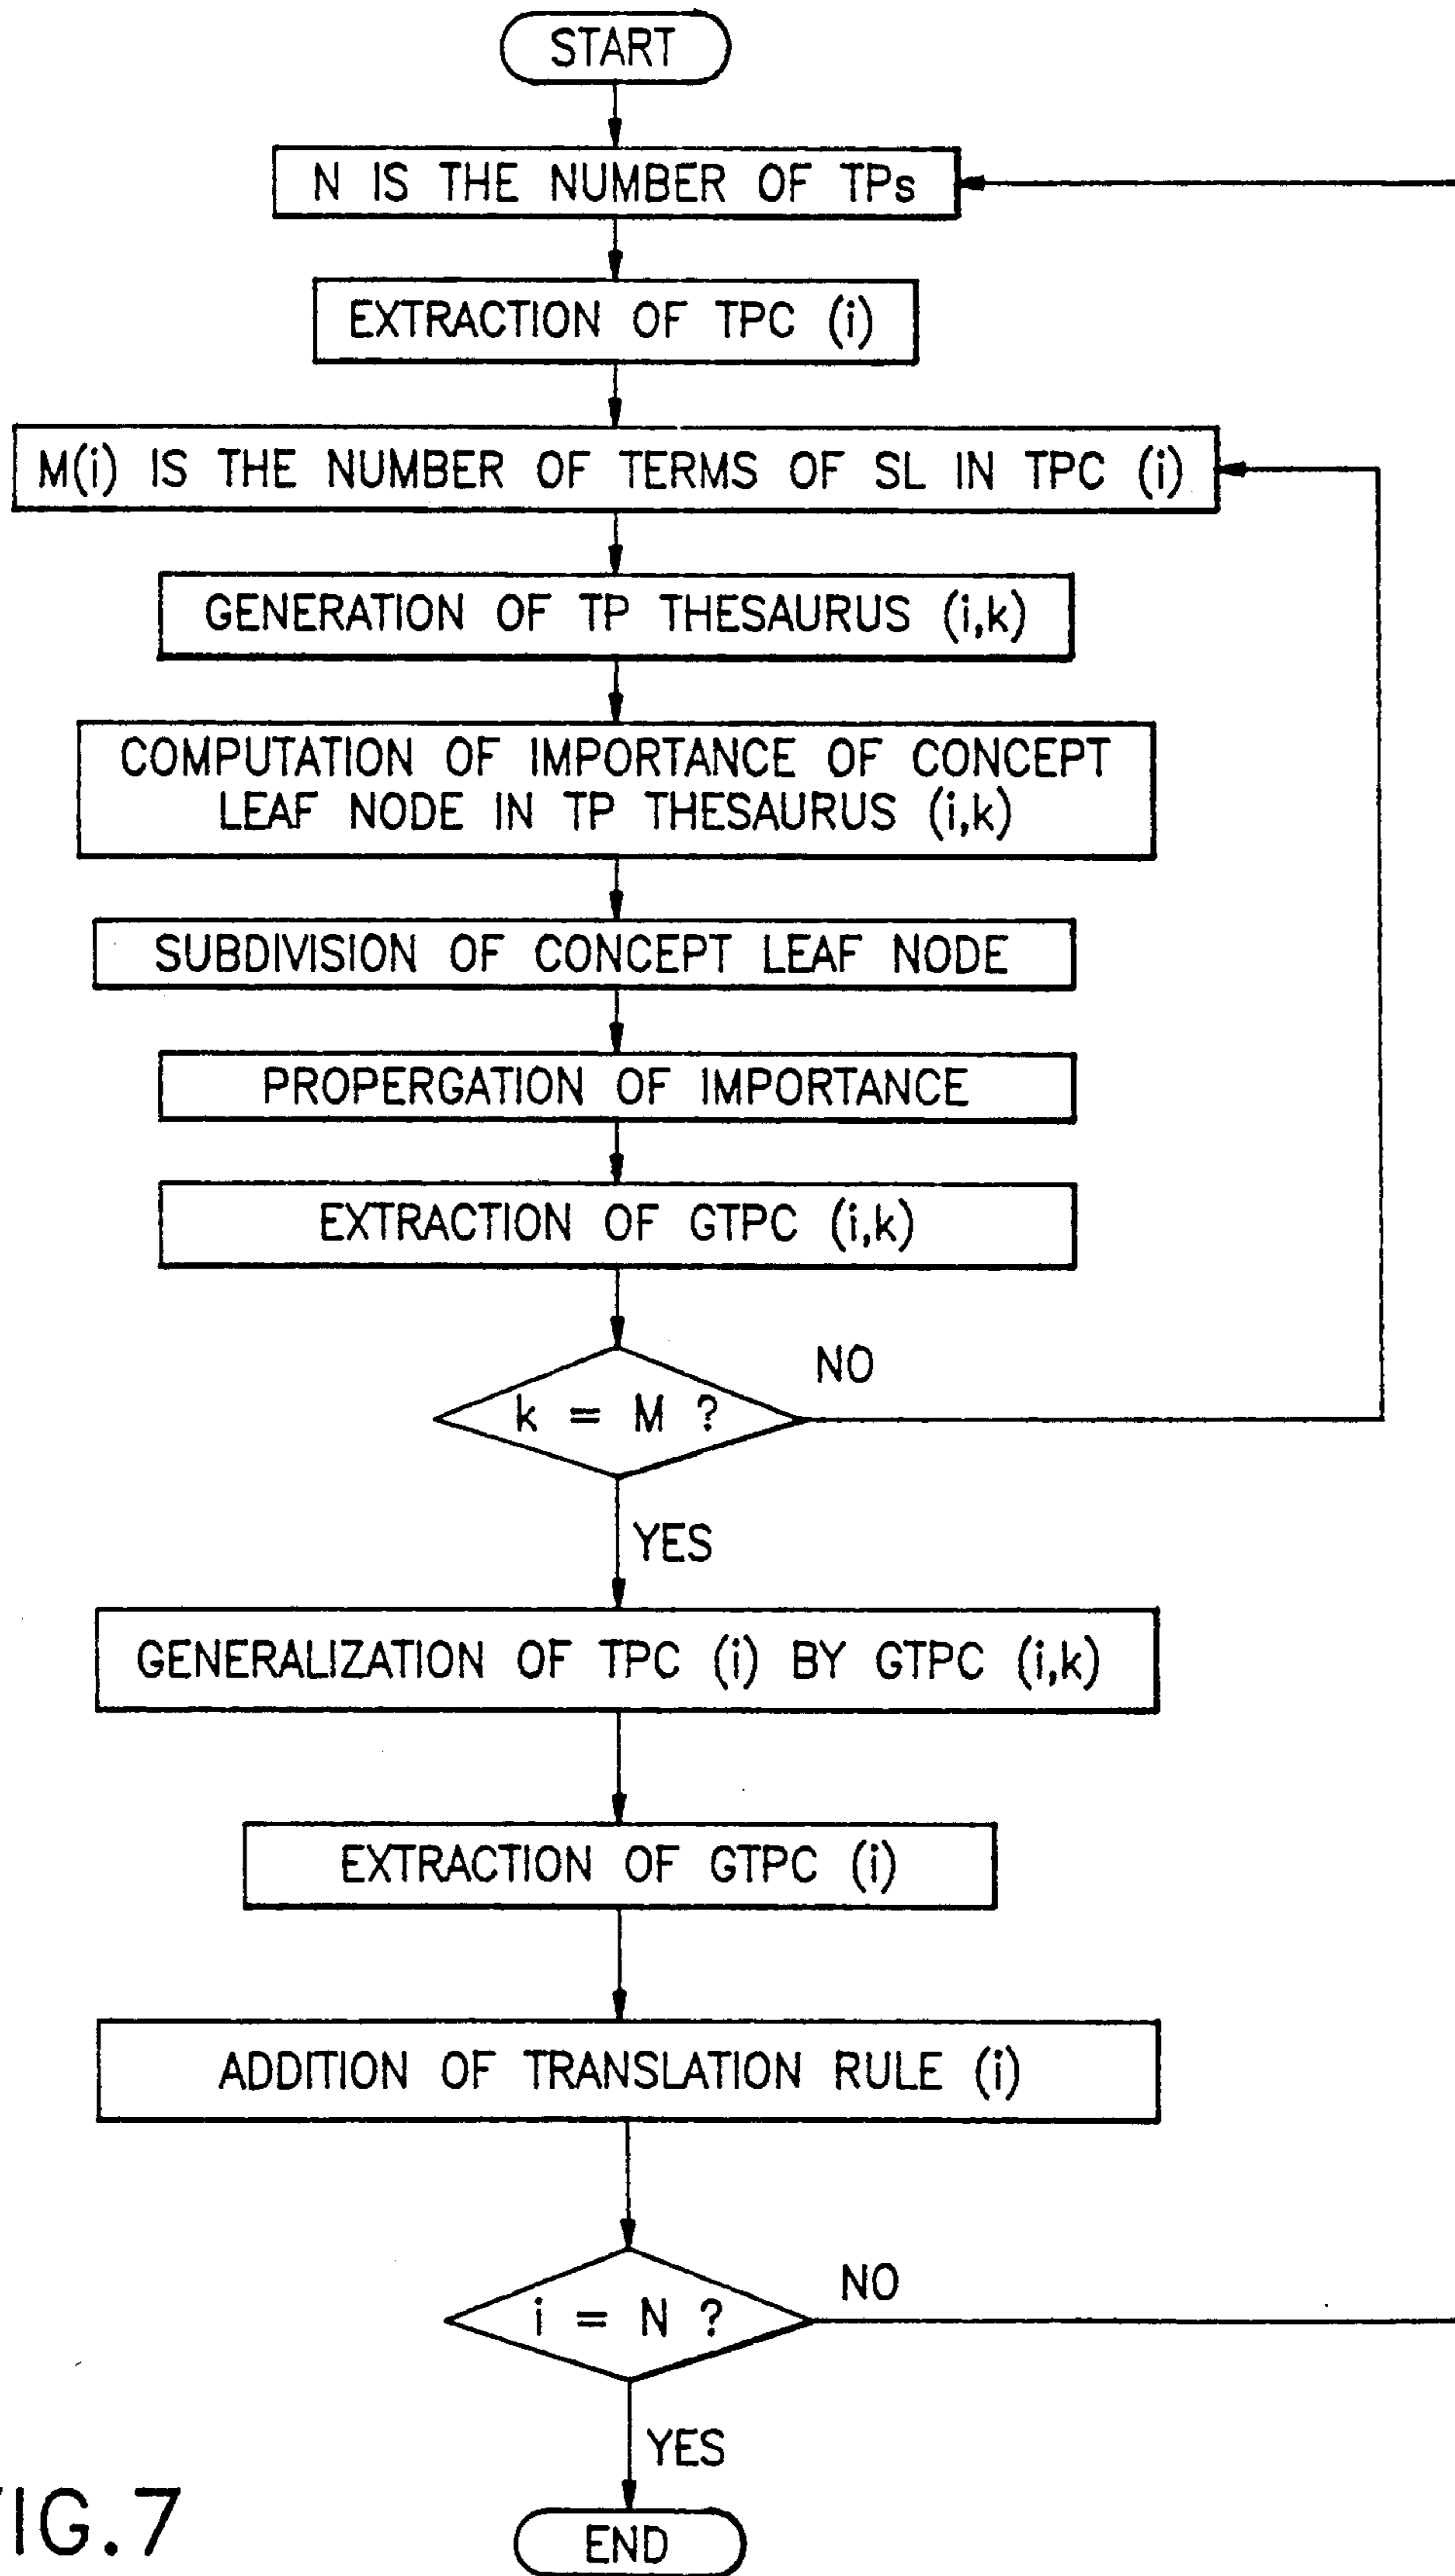 START
N IS THE NUMBER OF TPs
EXTRACTION OF TPC (i)
M(i) IS THE NUMBER OF TERMS OF SL IN TPC (i)
GENERATION OF TP THESAURUS (i,k)
COMPUTATION OF IMPORTANCE OF CONCEPT
LEAF NODE IN TP THESAURUS (i,k)
SUBDIVISION OF CONCEPT LEAF NODE
PROPERGATION OF IMPORTANCE
EXTRACTION OF GTPC (i,k)
k = M ?
NO
YES
GENERALIZATION OF TPC (i) BY GTPC (i,k)
EXTRACTION OF GTPC (i)
ADDITION OF TRANSLATION RULE (i)
i = N ?
NO
YES
END
FIG.7